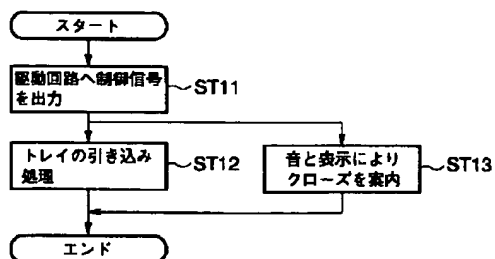 スタート
駆動回路へ制御信号
を出力
ST11
トレイの引き込み
処理
ST12
音と表示により
クローズを案内
ST13
エンド